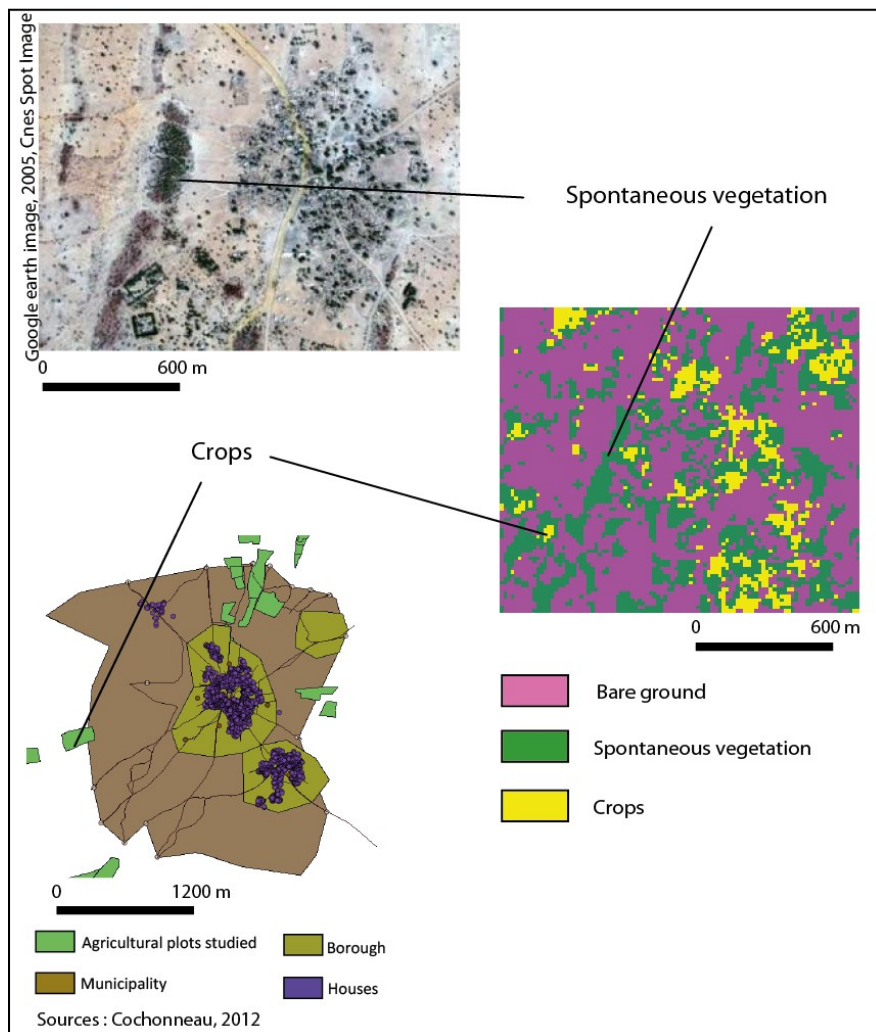 Google earth image, 2005, Cnes Spot Image
0 600 m
Spontaneous vegetation
Crops
0 600 m
Bare ground
Spontaneous vegetation
Crops
0 1200 m
Agricultural plots studied
Borough
Municipality
Houses
Sources : Cochonneau, 2012